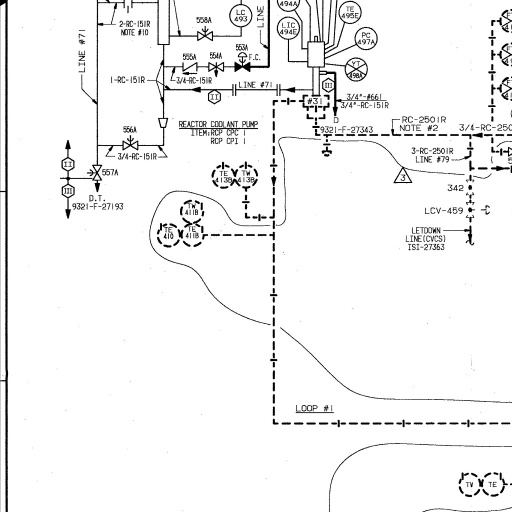 LINE #71
2-RC-151R
NOTE #10
558A
LC
493
LINE
494A
LIC
494E
TE
495E
PC
497A
YT
498A
555A
554A
553A
F.C.
3/4-RC-151R
1-RC-151R
LINE #71
II
III
#31
3/4"-#661
3/4"-RC-151R
D
9321-F-27343
REACTOR COOLANT PUMP
ITEM:RCP CPC 1
RCP CPI 1
RC-2501R
NOTE #2
3/4-RC-250
3-RC-2501R
LINE #79
556A
3/4-RC-151R
II
III
557A
D.T.
9321-F-27193
TE
413B
TW
413B
3
342
LCV-459
TW
411B
TE
410
TE
411B
LETDOWN
LINE(CVCS)
ISI-27363
LOOP #1
TW
TE